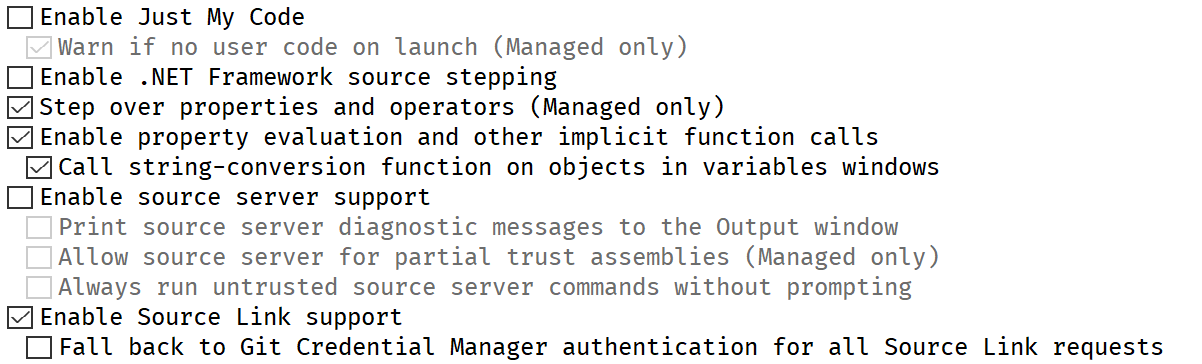 Enable Just My Code
Warn if no user code on launch (Managed only)
Enable .NET Framework source stepping
Step over properties and operators (Managed only)
Enable property evaluation and other implicit function calls
Call string-conversion function on objects in variables windows
Enable source server support
Print source server diagnostic messages to the Output window
Allow source server for partial trust assemblies (Managed only)
Always run untrusted source server commands without prompting
Enable Source Link support
Fall back to Git Credential Manager authentication for all Source Link requests